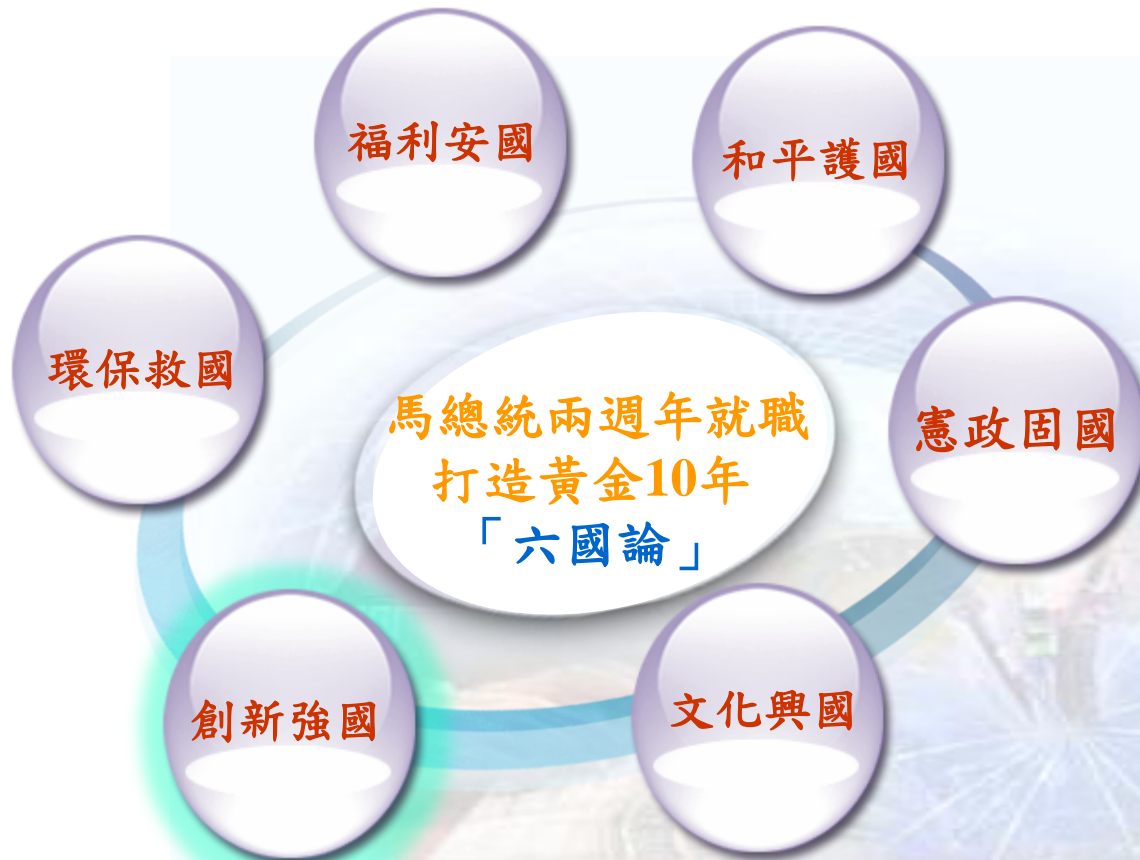 福利安國
和平護國
環保救國
憲政固國
馬總統兩週年就職
打造黃金10年
「六國論」
創新強國
文化興國